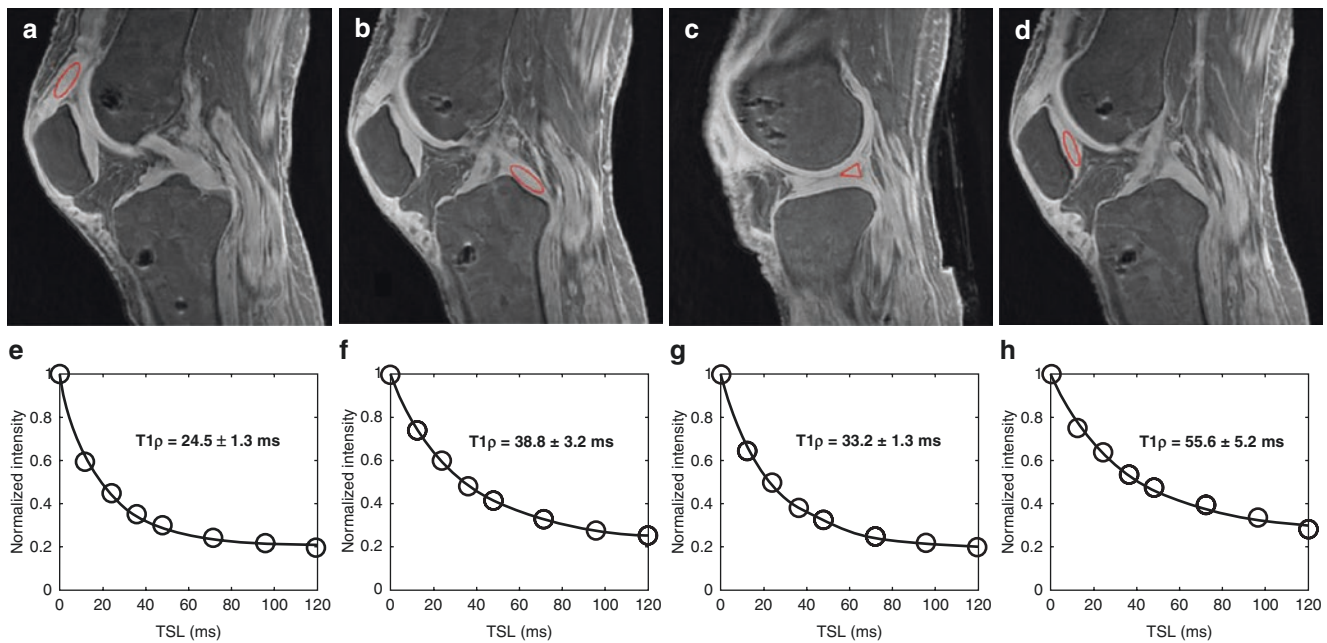 a b c d
e f g h
1 1 1 1
0.8 0.8 0.8 0.8
T1ρ = 24.5 ± 1.3 ms T1ρ = 38.8 ± 3.2 ms T1ρ = 33.2 ± 1.3 ms T1ρ = 55.6 ± 5.2 ms
0.6 0.6 0.6 0.6
Normalized intensity Normalized intensity Normalized intensity Normalized intensity
0.4 0.4 0.4 0.4
0.2 0.2 0.2 0.2
0 0 0 0
0 20 40 60 80 100 120 0 20 40 60 80 100 120 0 20 40 60 80 100 120 0 20 40 60 80 100 120
TSL (ms) TSL (ms) TSL (ms) TSL (ms)